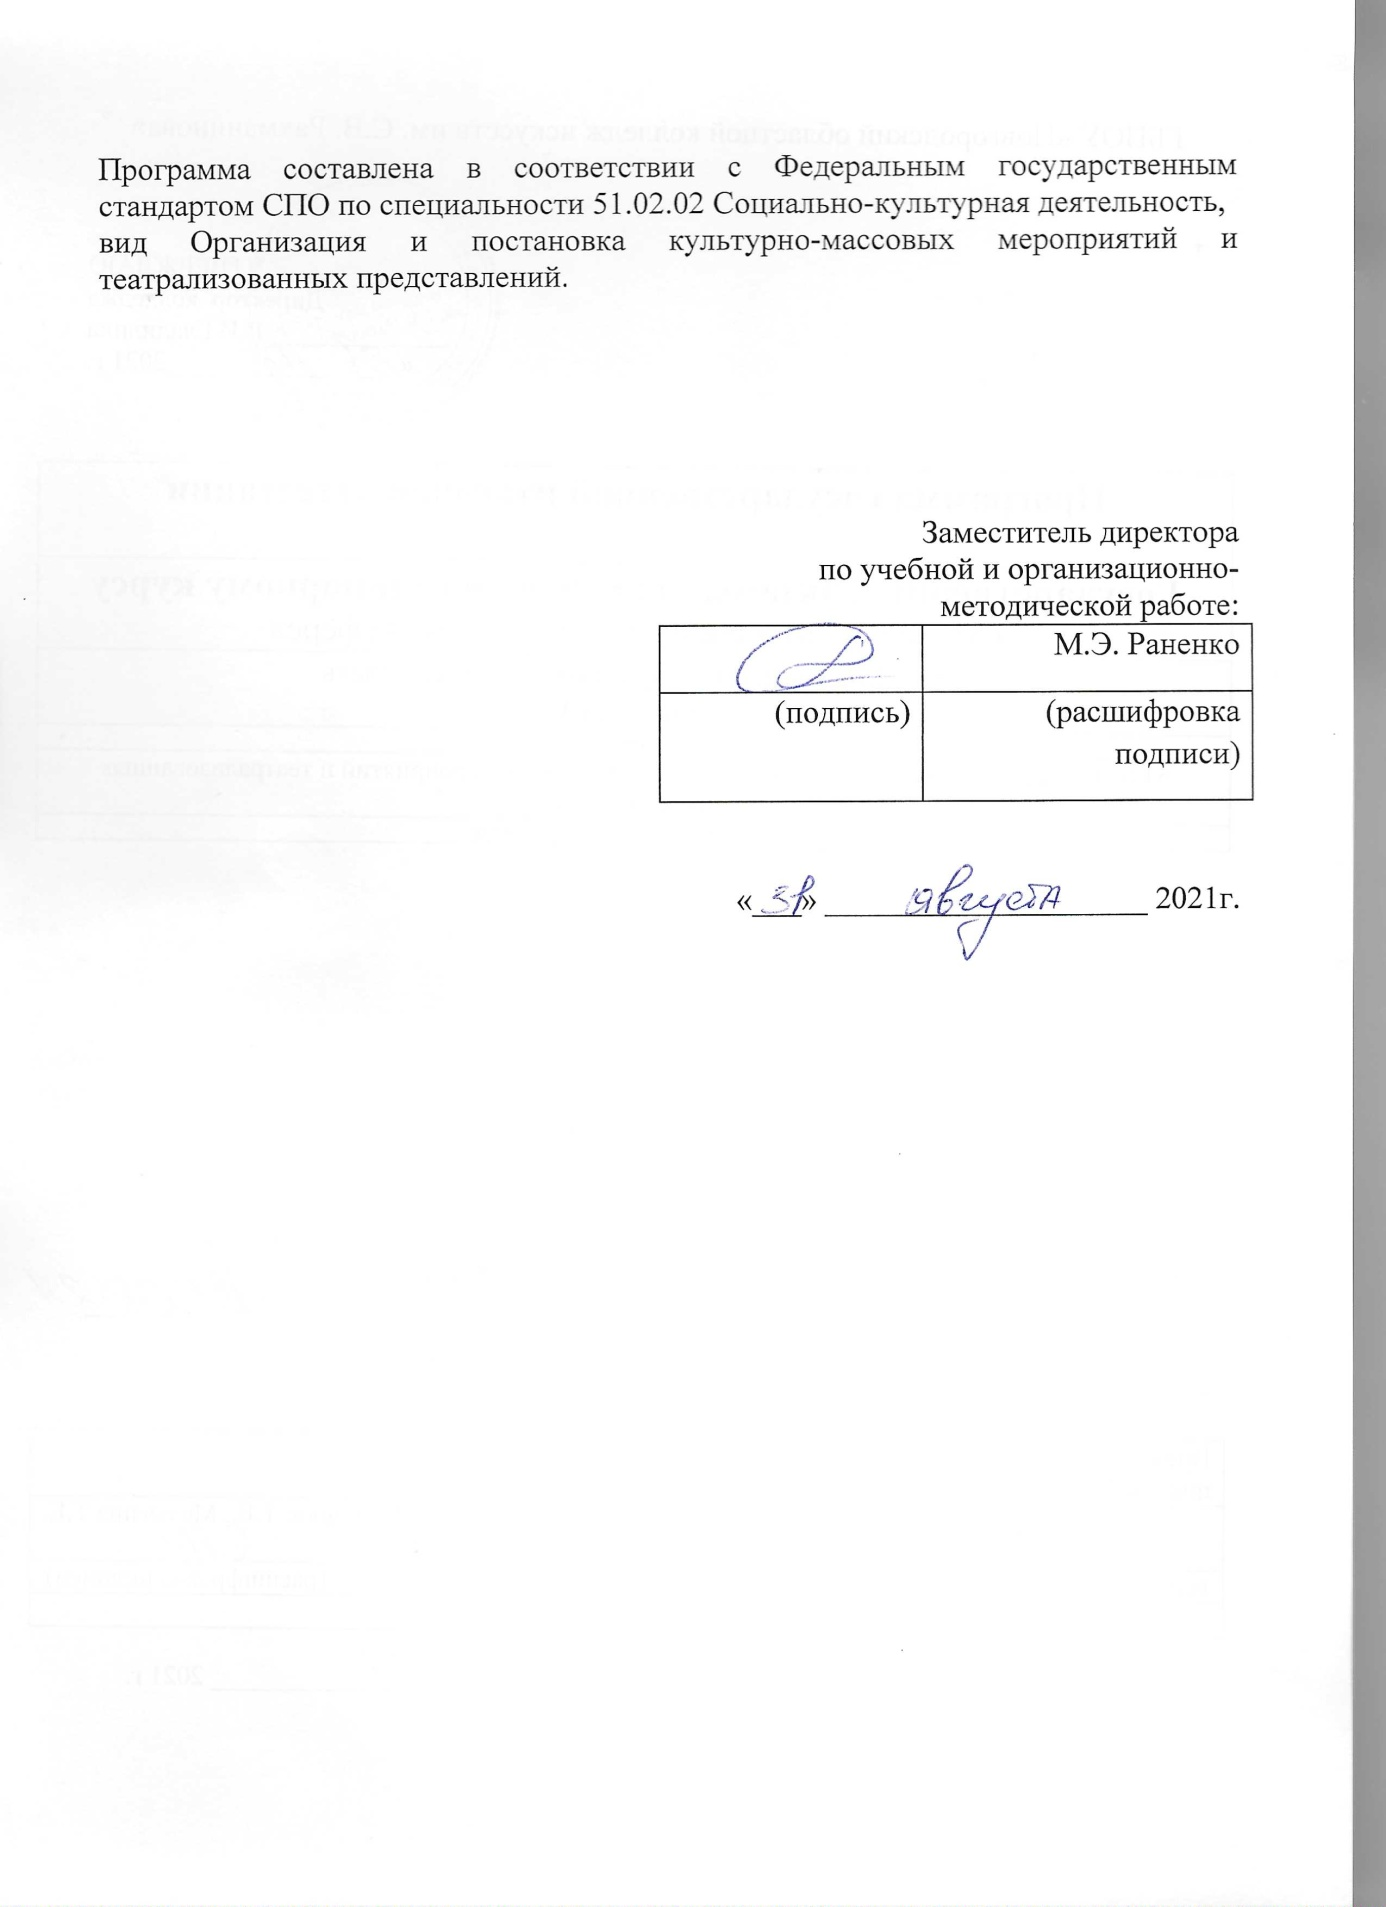 Программа составлена в соответствии с Федеральным государственным
стандартом СПО по специальности 51.02.02 Социально-культурная деятельность,
вид Организация и постановка культурно-массовых мероприятий и
театрализованных представлений.
Заместитель директора
по учебной и организационно-
методической работе:
М.Э. Раненко
(подпись) (расшифровка
подписи)
«31» августа 2021г.